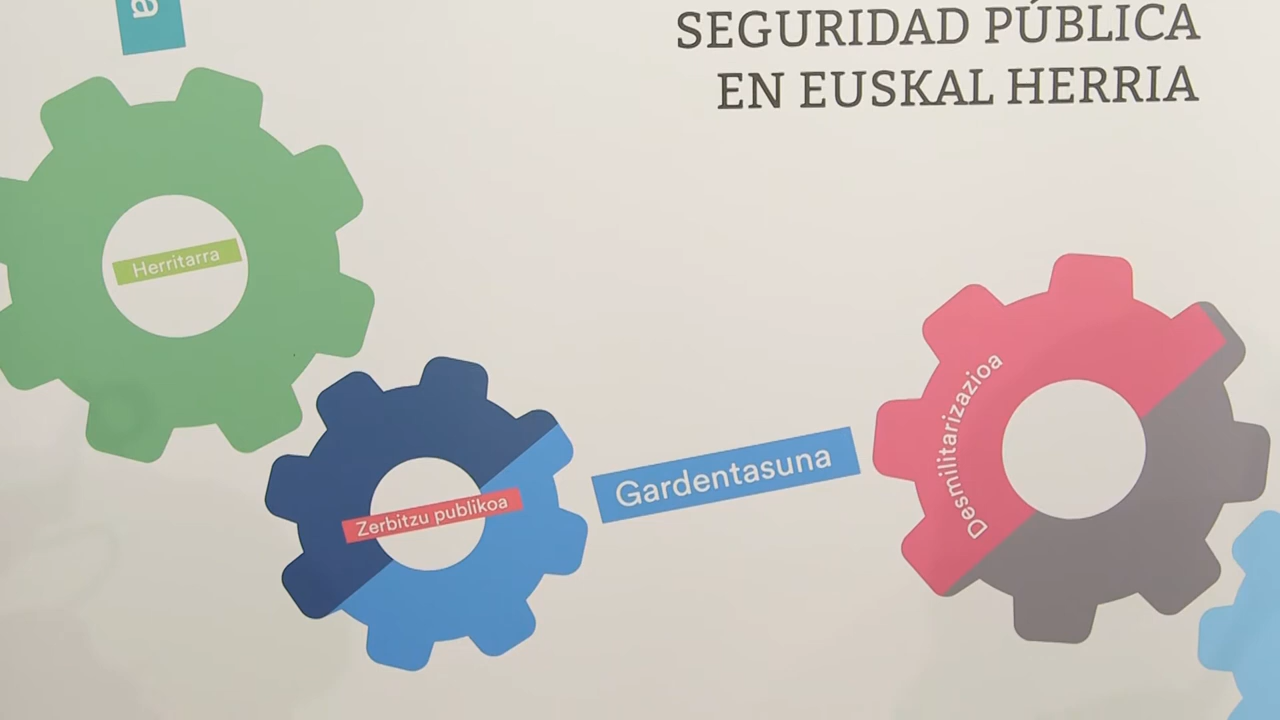 SEGURIDAD PÚBLICA
EN EUSKAL HERRIA
Herritarra
Zerbitzu publikoa
Gardentasuna
Desmilitarizazioa